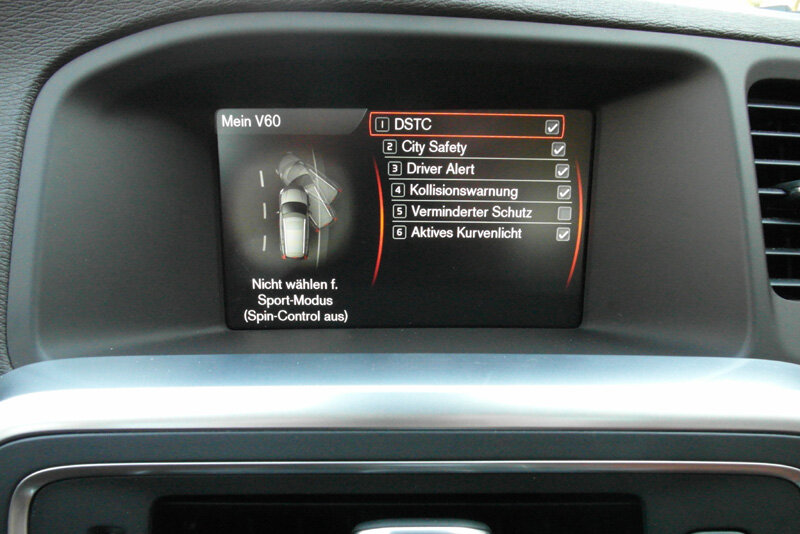 Mein V60
1 DSTC
2 City Safety
3 Driver Alert
4 Kollisionswarnung
5 Verminderter Schutz
6 Aktives Kurvenlicht
Nicht wählen f.
Sport-Modus
(Spin-Control aus)